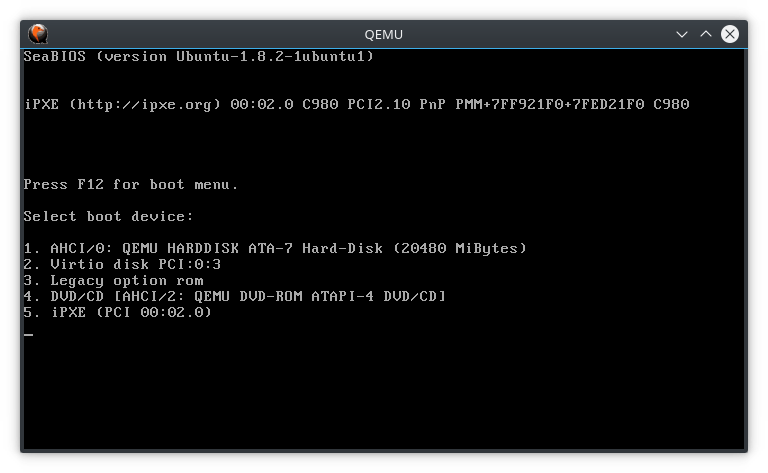 QEMU
SeaBIOS (version Ubuntu-1.8.2-1ubuntu1)
iPXE (http://ipxe.org) 00:02.0 C980 PCI2.10 PnP PMM+7FF921F0+7FED21F0 C980
Press F12 for boot menu.
Select boot device:
1. AHCI/0: QEMU HARDDISK ATA-7 Hard-Disk (20480 MiBytes)
2. Virtio disk PCI:0:3
3. Legacy option rom
4. DVD/CD [AHCI/2: QEMU DVD-ROM ATAPI-4 DVD/CD]
5. iPXE (PCI 00:02.0)